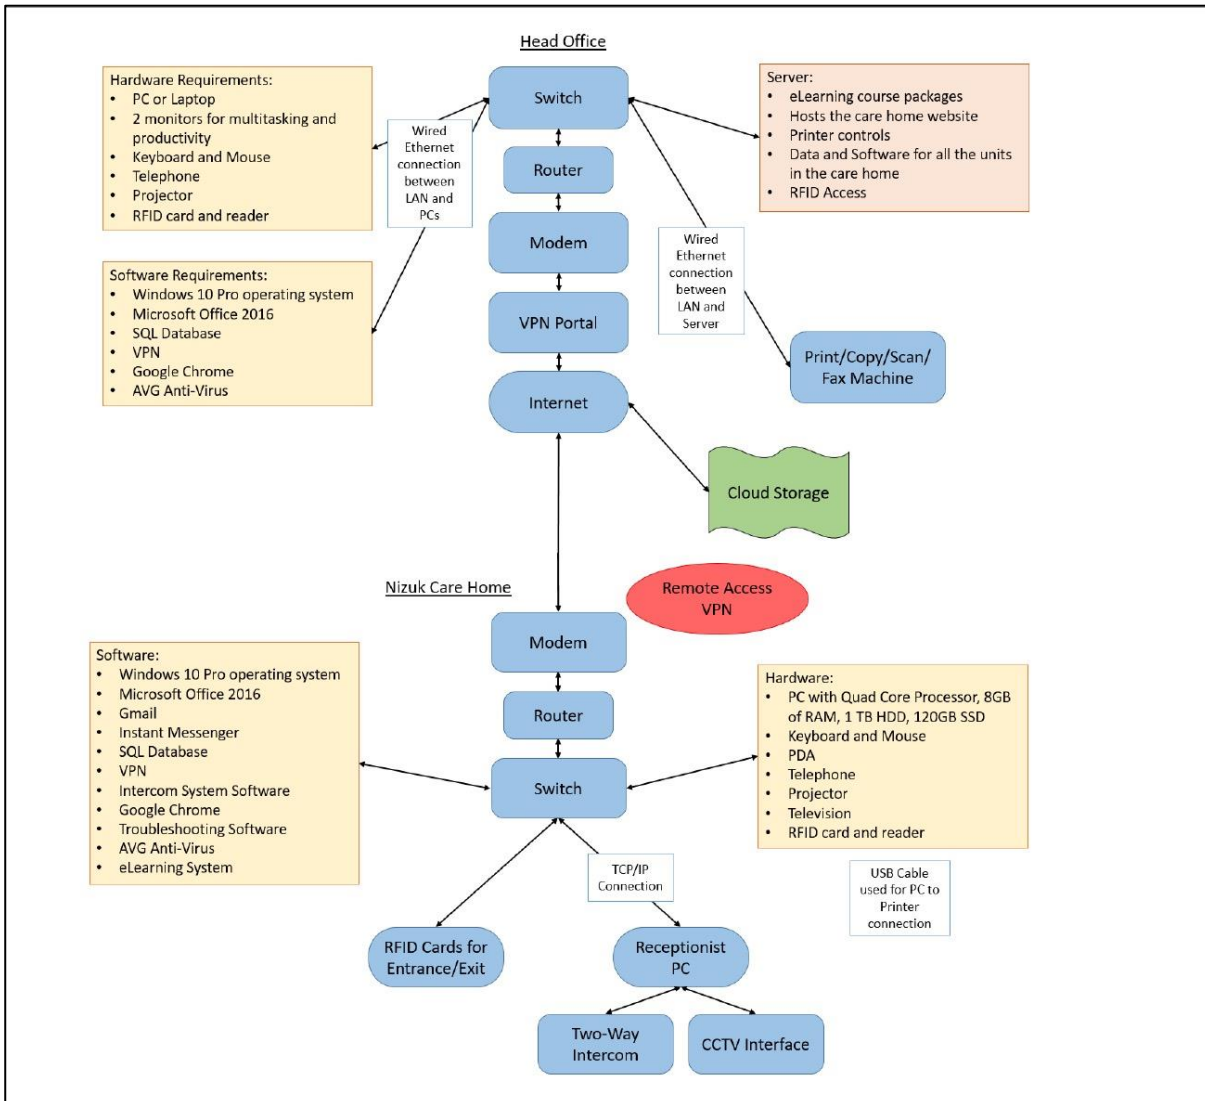 Head Office
Hardware Requirements:
• PC or Laptop
• 2 monitors for multitasking and
productivity
• Keyboard and Mouse
• Telephone
• Projector
• RFID card and reader
Switch
Server:
• eLearning course packages
• Hosts the care home website
• Printer controls
• Data and Software for all the units
in the care home
• RFID Access
Wired
Ethernet
connection
between
LAN and
PCs
Router
Modem
Wired
Ethernet
connection
between
LAN and
Server
Software Requirements:
• Windows 10 Pro operating system
• Microsoft Office 2016
• SQL Database
• VPN
• Google Chrome
• AVG Anti-Virus
VPN Portal
Print/Copy/Scan/
Fax Machine
Internet
Cloud Storage
Nizuk Care Home
Remote Access
VPN
Modem
Software:
• Windows 10 Pro operating system
• Microsoft Office 2016
• Gmail
• Instant Messenger
• SQL Database
• VPN
• Intercom System Software
• Google Chrome
• Troubleshooting Software
• AVG Anti-Virus
• eLearning System
Router
Switch
Hardware:
• PC with Quad Core Processor, 8GB
of RAM, 1 TB HDD, 120GB SSD
• Keyboard and Mouse
• PDA
• Telephone
• Projector
• Television
• RFID card and reader
TCP/IP
Connection
USB Cable
used for PC to
Printer
connection
RFID Cards for
Entrance/Exit
Receptionist
PC
Two-Way
Intercom
CCTV Interface